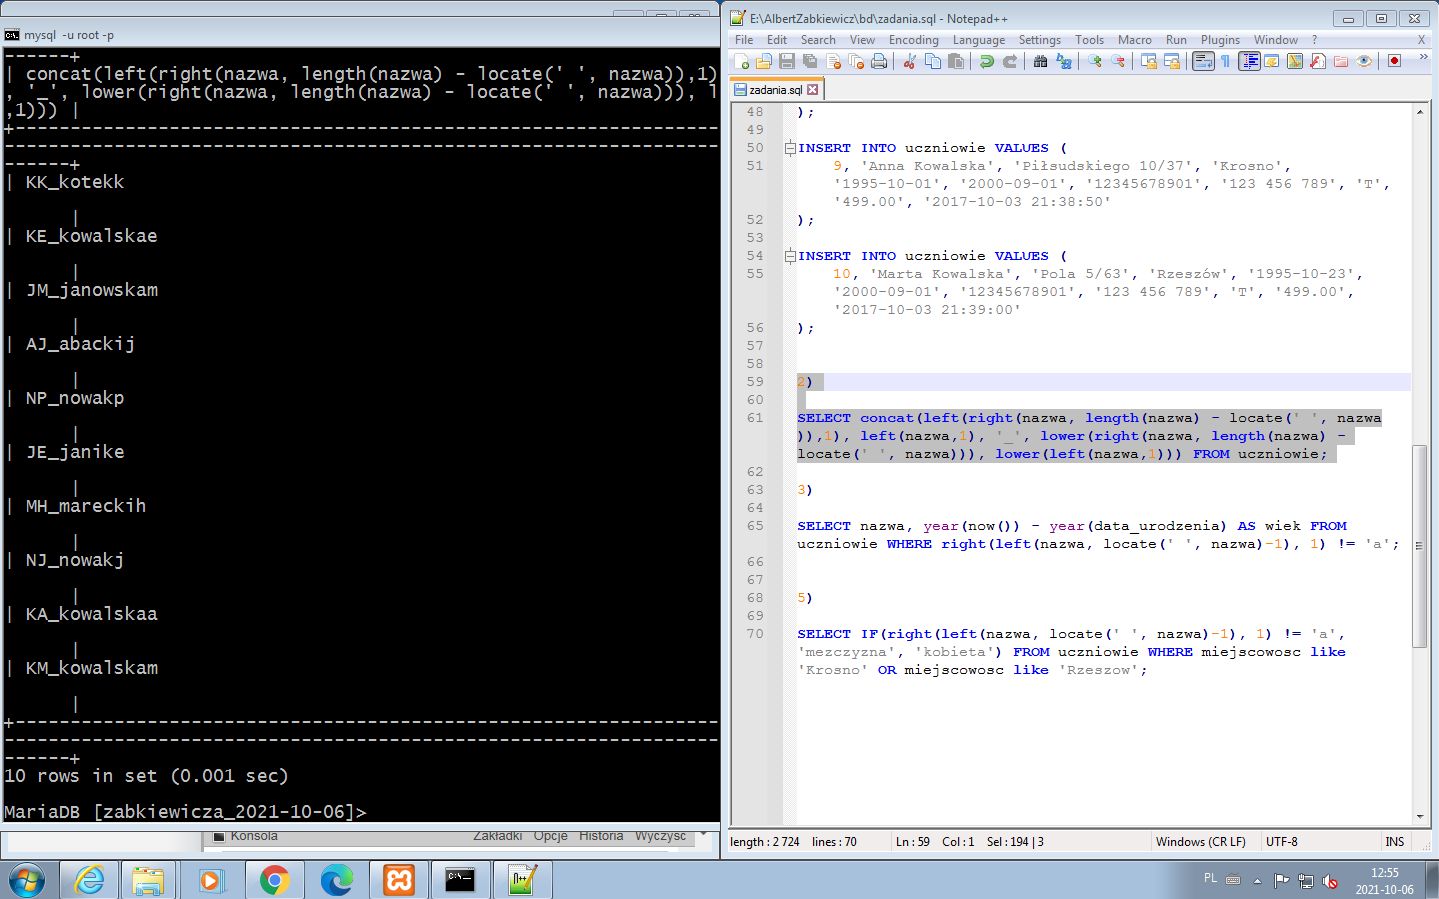 mysql  -u root -p
------+
| concat(left(right(nazwa, length(nazwa) - locate(' ', nazwa)),1)
, '_', lower(right(nazwa, length(nazwa) - locate(' ', nazwa))), l
,1))) |
+-----------------------------------------------------------------
------------------------------------------------------------------
------+
| KK_kotekk
|
| KE_kowalskae
|
| JM_janowskam
|
| AJ_abackij
|
| NP_nowakp
|
| JE_janike
|
| MH_mareckih
|
| NJ_nowakj
|
| KA_kowalskaa
|
| KM_kowalskam
|
+-----------------------------------------------------------------
------------------------------------------------------------------
------+
10 rows in set (0.001 sec)
MariaDB [zabkiewicza_2021-10-06]>
Konsola Zakładki Opcje Historia Wyczyść
E:\AlbertZabkiewicz\bd\zadania.sql - Notepad++
File Edit Search View Encoding Language Settings Tools Macro Run Plugins Window ? X
zadania.sql
48 );
49
50 INSERT INTO uczniowie VALUES (
51 9, 'Anna Kowalska', 'Piłsudskiego 10/37', 'Krosno',
'1995-10-01', '2000-09-01', '12345678901', '123 456 789', 'T',
'499.00', '2017-10-03 21:38:50'
52 );
53
54 INSERT INTO uczniowie VALUES (
55 10, 'Marta Kowalska', 'Pola 5/63', 'Rzeszów', '1995-10-23',
'2000-09-01', '12345678901', '123 456 789', 'T', '499.00',
'2017-10-03 21:39:00'
56 );
57
58
59 2)
60
61 SELECT concat(left(right(nazwa, length(nazwa) - locate(' ', nazwa
)),1), left(nazwa,1), '_', lower(right(nazwa, length(nazwa) -
locate(' ', nazwa))), lower(left(nazwa,1))) FROM uczniowie;
62
63 3)
64
65 SELECT nazwa, year(now()) - year(data_urodzenia) AS wiek FROM
uczniowie WHERE right(left(nazwa, locate(' ', nazwa)-1), 1) != 'a';
66
67
68 5)
69
70 SELECT IF(right(left(nazwa, locate(' ', nazwa)-1), 1) != 'a',
'mezczyzna', 'kobieta') FROM uczniowie WHERE miejscowosc like
'Krosno' OR miejscowosc like 'Rzeszow';
length : 2 724 lines : 70 Ln : 59 Col : 1 Sel : 194 | 3 Windows (CR LF) UTF-8 INS
PL 12:55
2021-10-06